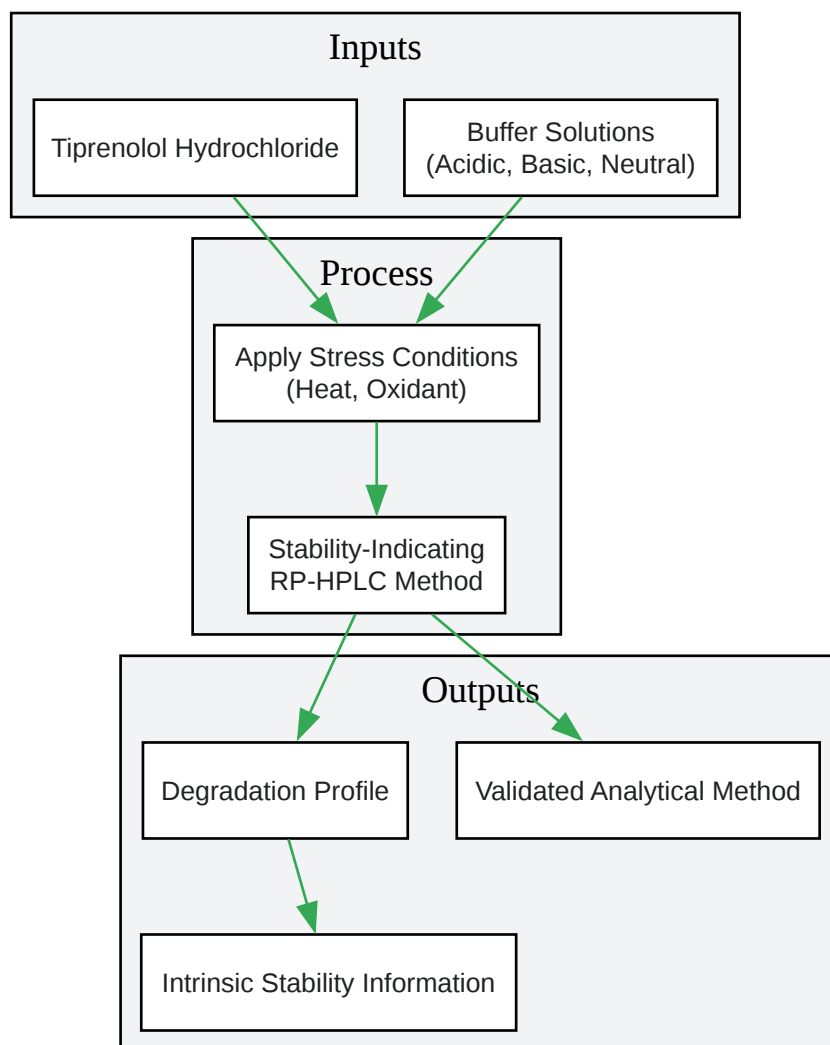 Inputs
Tiprenolol Hydrochloride
Buffer Solutions
(Acidic, Basic, Neutral)
Process
Apply Stress Conditions
(Heat, Oxidant)
Stability-Indicating
RP-HPLC Method
Outputs
Degradation Profile
Validated Analytical Method
Intrinsic Stability Information